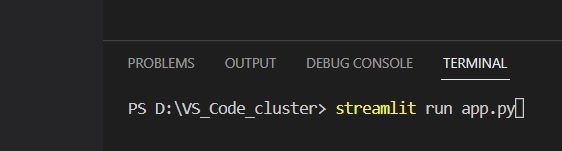 PROBLEMS OUTPUT DEBUG CONSOLE TERMINAL
PS D:\VS_Code_cluster> streamlit run app.py